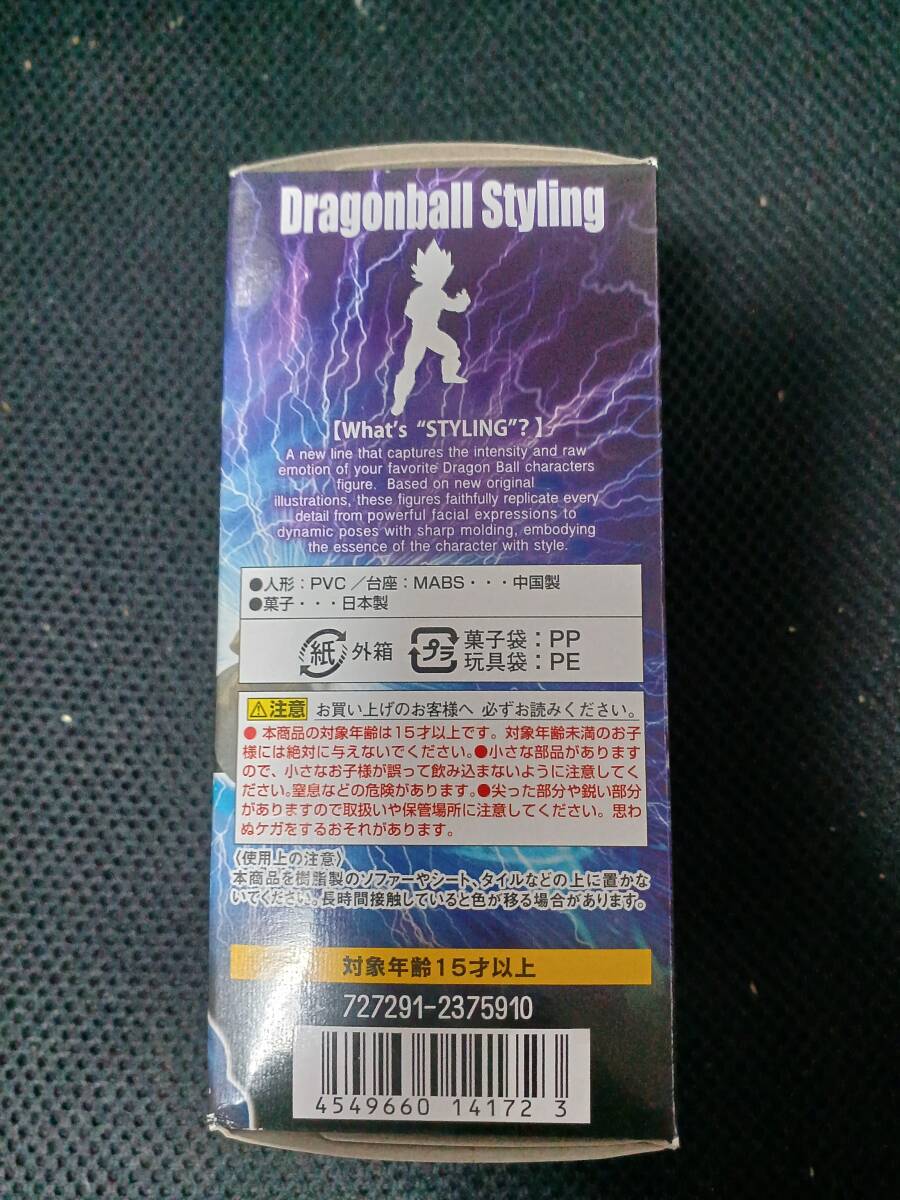 Dragonball Styling
【What's "STYLING"?】
A new line that captures the intensity and raw
emotion of your favorite Dragon Ball characters
figure. Based on new original
illustrations, these figures faithfully replicate every
detail from powerful facial expressions to
dynamic poses with sharp molding, embodying
the essence of the character with style.
●人形：PVC／台座：MABS・・・中国製
●菓子・・・日本製
紙 外箱 プラ 菓子袋：PP
玩具袋：PE
⚠注意 お買い上げのお客様へ 必ずお読みください。
● 本商品の対象年齢は15才以上です。対象年齢未満のお子
様には絶対に与えないでください。●小さな部品があります
ので、小さなお子様が誤って飲み込まないように注意してく
ださい。窒息などの危険があります。●尖った部分や鋭い部分
がありますので取扱いや保管場所に注意してください。思わ
ぬケガをするおそれがあります。
〈使用上の注意〉
本商品を樹脂製のソファーやシート、タイルなどの上に置かな
いでください。長時間接触していると色が移る場合があります。
対象年齢15才以上
727291-2375910
4549660 14172 3